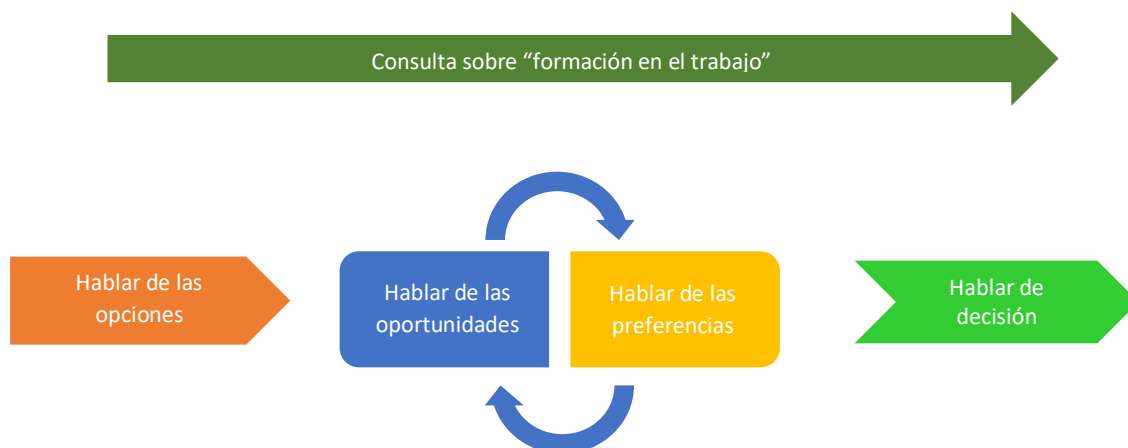 Consulta sobre “formación en el trabajo”
Hablar de las
opciones
Hablar de las
oportunidades
Hablar de las
preferencias
Hablar de
decisión